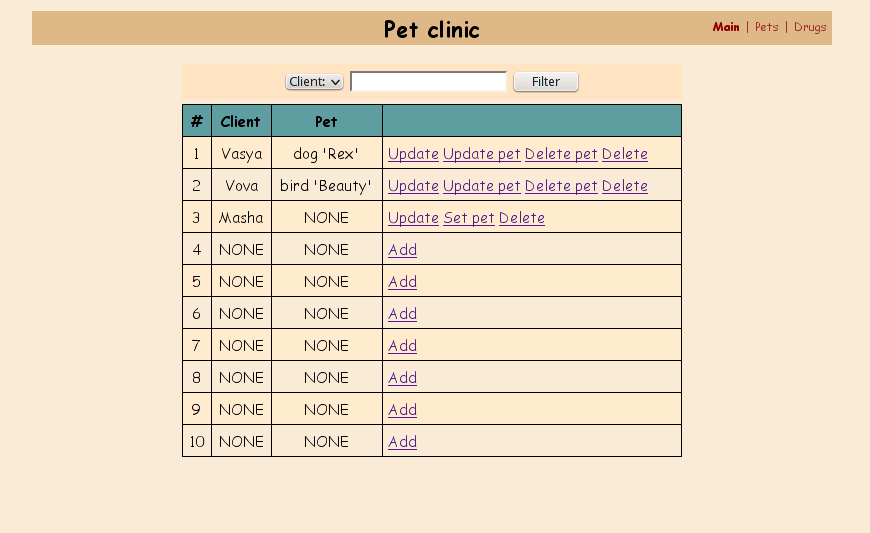 Pet clinic
Main | Pets | Drugs
Client: Filter
# Client Pet
1 Vasya dog 'Rex' Update Update pet Delete pet Delete
2 Vova bird 'Beauty' Update Update pet Delete pet Delete
3 Masha NONE Update Set pet Delete
4 NONE NONE Add
5 NONE NONE Add
6 NONE NONE Add
7 NONE NONE Add
8 NONE NONE Add
9 NONE NONE Add
10 NONE NONE Add